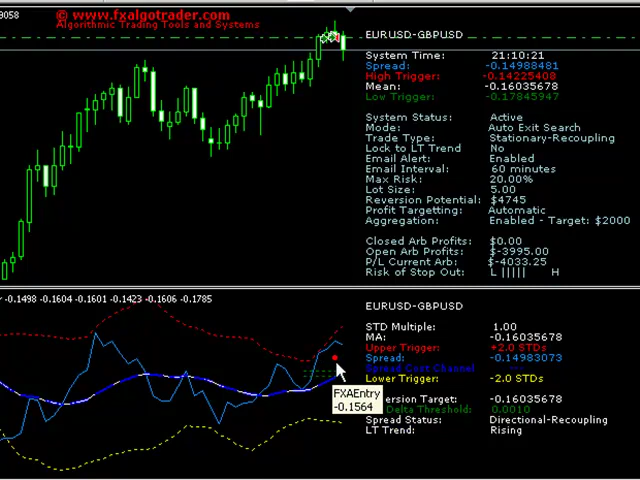 9058
© www.fxalgotrader.com
Algorithmic Trading Tools and Systems
EURUSD-GBPUSD
System Time: 21:10:21
Spread: -0.14988481
High Trigger: -0.14225408
Mean: -0.16035678
Low Trigger: -0.17845947
System Status: Active
Mode: Auto Exit Search
Trade Type: Stationary-Recoupling
Lock to LT Trend No
Email Alert: Enabled
Email Interval: 60 minutes
Max Risk: 20.00%
Lot Size: 5.00
Reversion Potential: $4745
Profit Targetting: Automatic
Aggregation: Enabled - Target: $2000
Closed Arb Profits: $0.00
Open Arb Profits: $-3995.00
P/L Current Arb: $-4033.25
Risk of Stop Out: L ||||| H
-0.1498 -0.1604 -0.1601 -0.1423 -0.1606 -0.1785
EURUSD-GBPUSD
STD Multiple: 1.00
MA: -0.16035678
Upper Trigger: +2.0 STDs
Spread: -0.14983073
Spread Cost Channel ---
Lower Trigger: -2.0 STDs
FXAEntry
-0.1564
ersion Target: -0.16035678
Delta Threshold: 0.0010
Spread Status: Directional-Recoupling
LT Trend: Rising